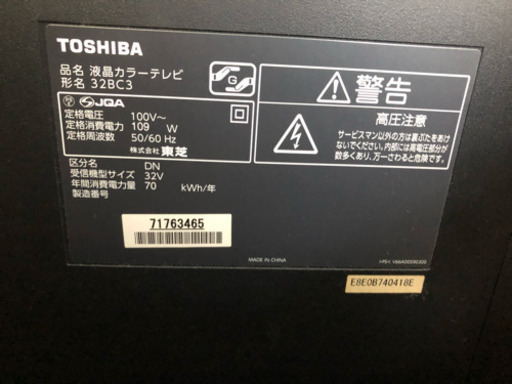 TOSHIBA
品名 液晶カラーテレビ
形名 32BC3
G
JQA
定格電圧 100V～
定格消費電力 109 W
定格周波数 50/60 Hz
株式会社 東芝
区分名 DN
受信機型サイズ 32V
年間消費電力量 70 kWh/年
製造番号
71763465
MADE IN CHINA
警告
高圧注意
サービスマン以外の方は裏ぶたをあけ
ないでください。内部には高電圧部分が
数多くあり、万一さわると危険です。
E8E0B740418E